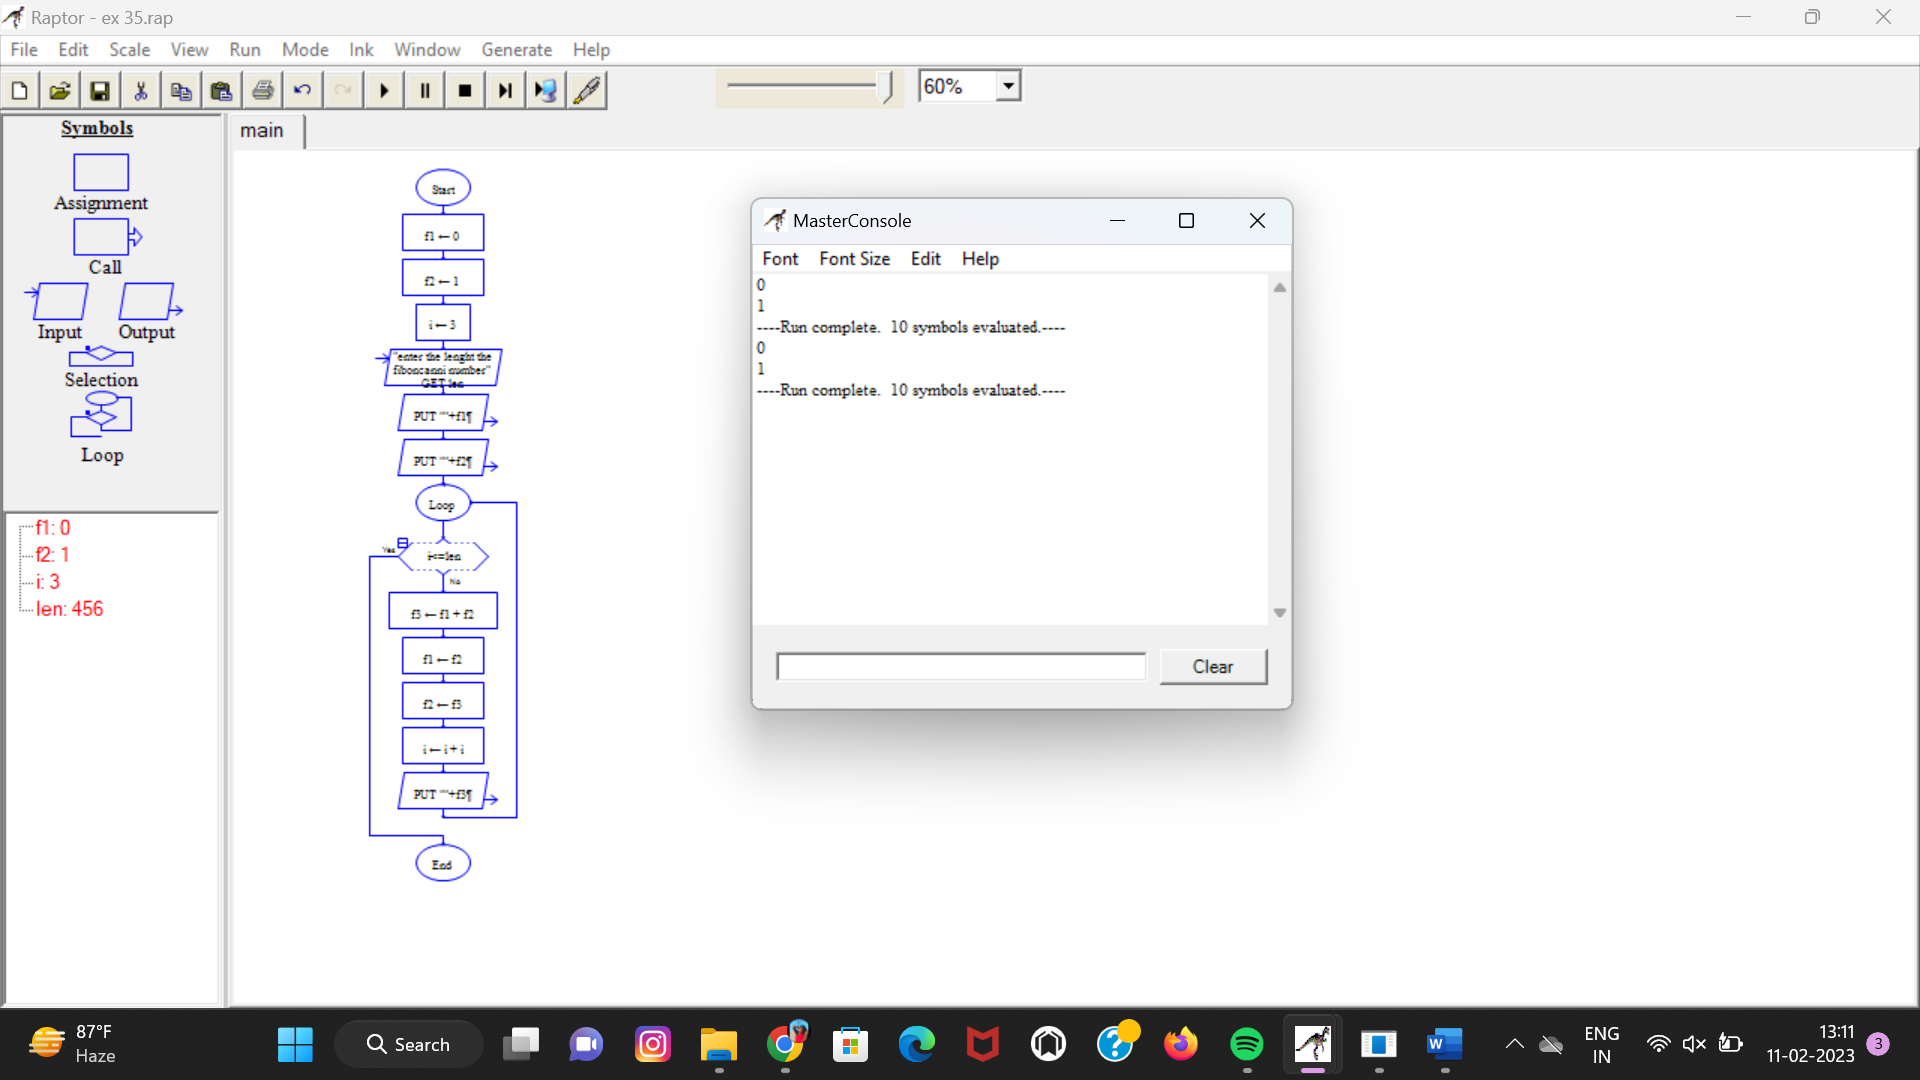 Raptor - ex 35.rap
File Edit Scale View Run Mode Ink Window Generate Help
60%
Symbols
Assignment
Call
Input Output
Selection
Loop
f1: 0
f2: 1
i: 3
len: 456
main
Start
f1 ← 0
f2 ← 1
i ← 3
"enter the lenght the
fiboncanni number"
GET len
PUT ""+f1¶
PUT ""+f2¶
Loop
Yes
i<=len
No
f3 ← f1 + f2
f1 ← f2
f2 ← f3
i ← i + i
PUT ""+f3¶
End
MasterConsole
Font Font Size Edit Help
0
1
----Run complete.  10 symbols evaluated.----
0
1
----Run complete.  10 symbols evaluated.----
Clear
87°F
Haze
Search
W
ENG
IN
13:11
11-02-2023
3